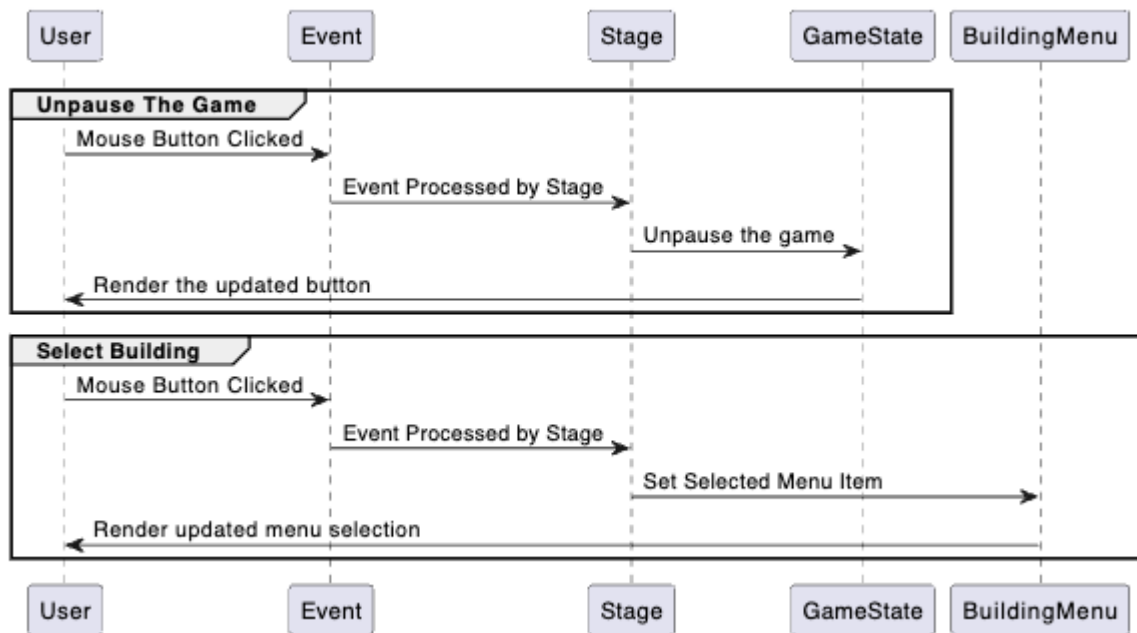 User
Event
Stage
GameState
BuildingMenu
Unpause The Game
Mouse Button Clicked
Event Processed by Stage
Unpause the game
Render the updated button
Select Building
Mouse Button Clicked
Event Processed by Stage
Set Selected Menu Item
Render updated menu selection
User
Event
Stage
GameState
BuildingMenu